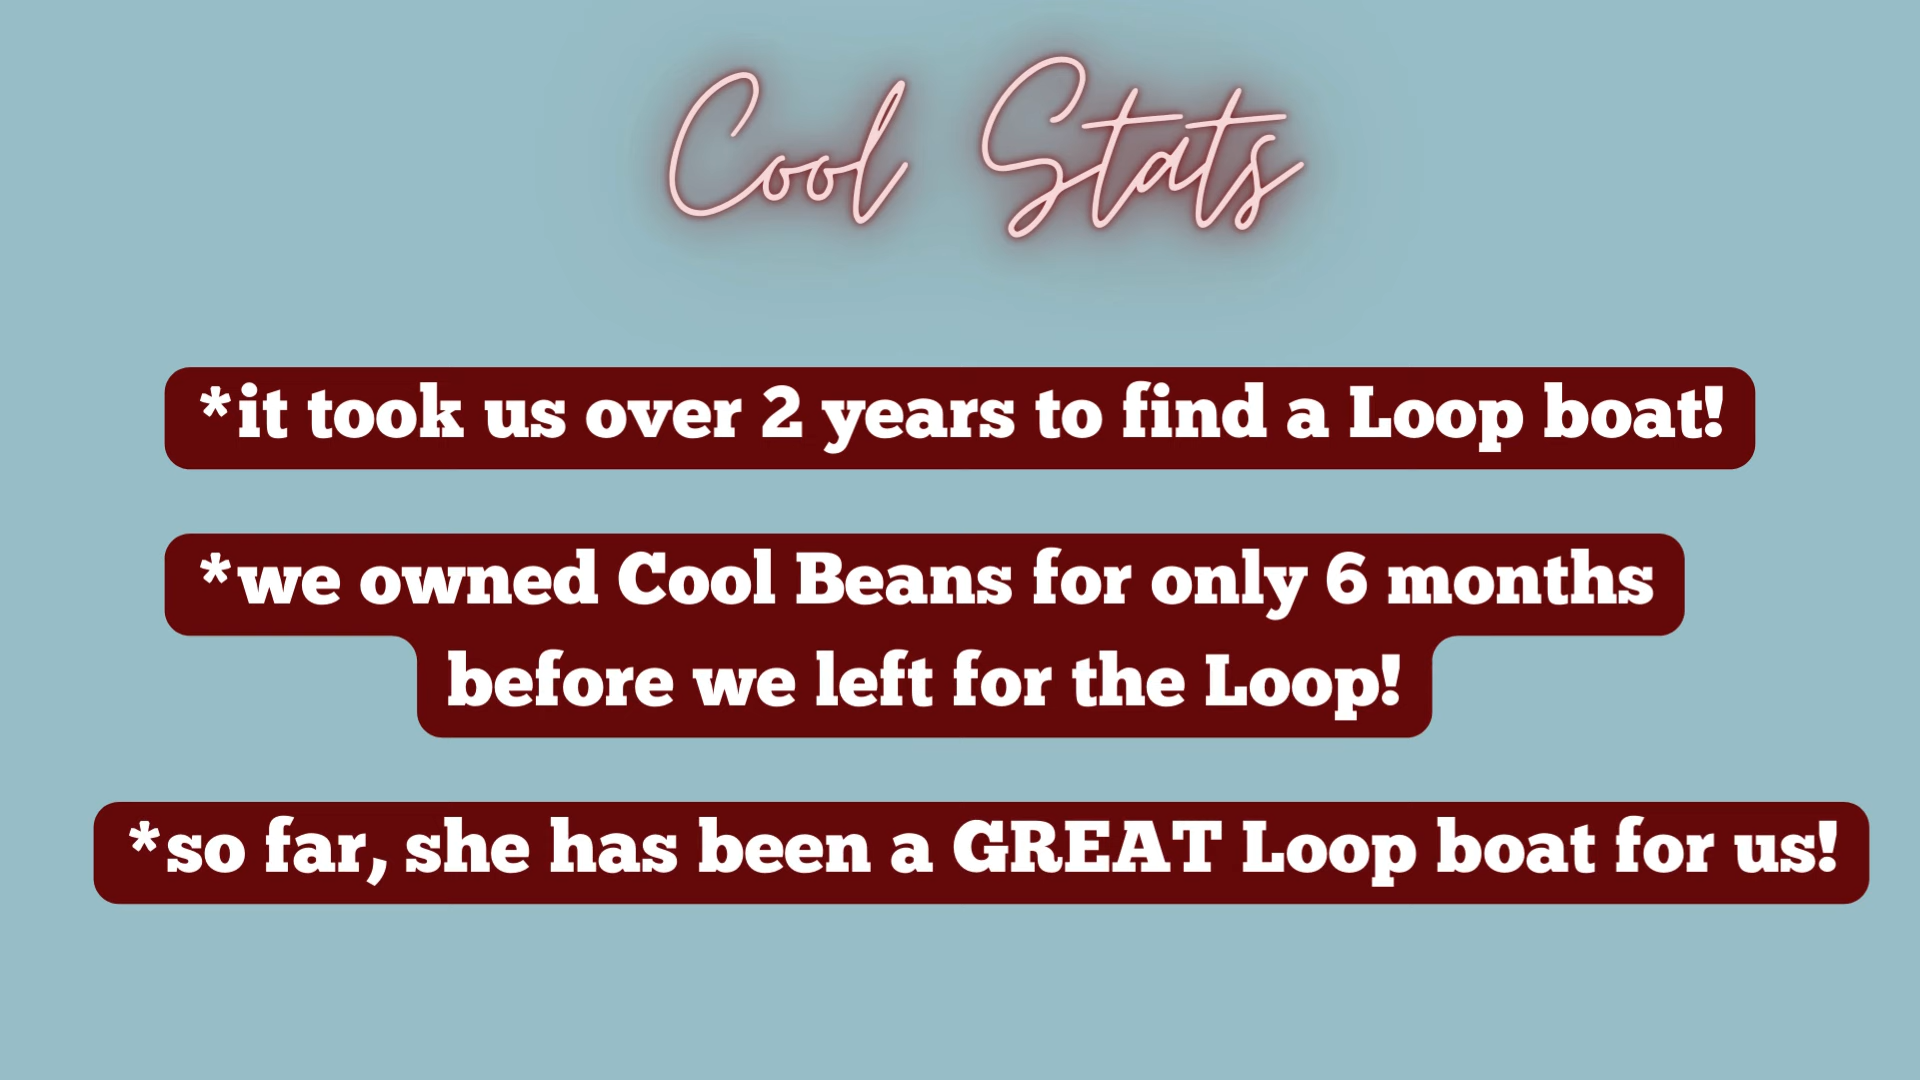 Cool Stats
*it took us over 2 years to find a Loop boat!
*we owned Cool Beans for only 6 months
before we left for the Loop!
*so far, she has been a GREAT Loop boat for us!